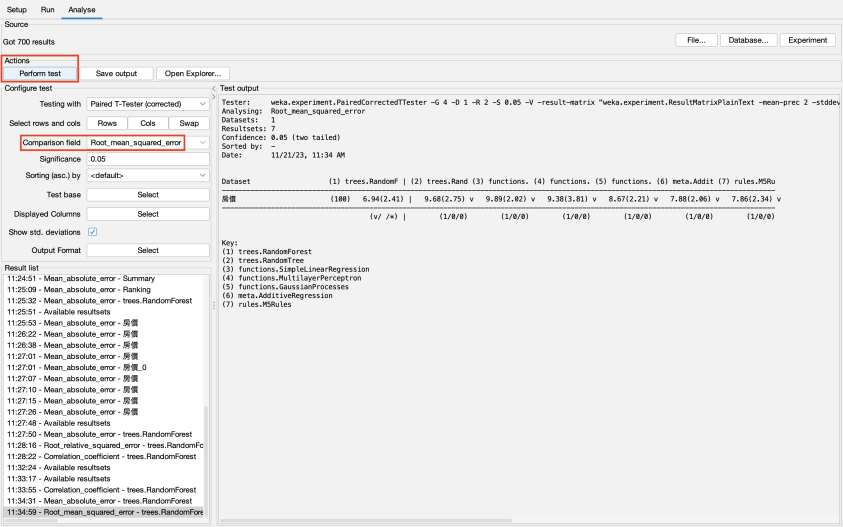 Setup Run Analyse
Source
Got 700 results
File... Database... Experiment
Actions
Perform test Save output Open Explorer...
Configure test
Testing with Paired T-Tester (corrected)
Select rows and cols Rows Cols Swap
Comparison field Root_mean_squared_error
Significance 0.05
Sorting (asc.) by <default>
Test base Select
Displayed Columns Select
Show std. deviations
Output Format Select
Result list
11:24:51 - Mean_absolute_error - Summary
11:25:09 - Mean_absolute_error - Ranking
11:25:32 - Mean_absolute_error - trees.RandomForest
11:25:51 - Available resultsets
11:25:53 - Mean_absolute_error - 房價
11:26:22 - Mean_absolute_error - 房價
11:26:38 - Mean_absolute_error - 房價
11:27:01 - Mean_absolute_error - 房價
11:27:01 - Mean_absolute_error - 房價_0
11:27:07 - Mean_absolute_error - 房價
11:27:10 - Mean_absolute_error - 房價
11:27:15 - Mean_absolute_error - 房價
11:27:26 - Mean_absolute_error - 房價
11:27:48 - Available resultsets
11:27:50 - Mean_absolute_error - trees.RandomForest
11:28:16 - Root_relative_squared_error - trees.RandomFc
11:28:22 - Correlation_coefficient - trees.RandomForest
11:32:24 - Available resultsets
11:33:17 - Available resultsets
11:33:55 - Correlation_coefficient - trees.RandomForest
11:34:31 - Mean_absolute_error - trees.RandomForest
11:34:59 - Root_mean_squared_error - trees.RandomFore
Test output
Tester: weka.experiment.PairedCorrectedTTester -G 4 -D 1 -R 2 -S 0.05 -V -result-matrix "weka.experiment.ResultMatrixPlainText -mean-prec 2 -stddev
Analysing: Root_mean_squared_error
Datasets: 1
Resultsets: 7
Confidence: 0.05 (two tailed)
Sorted by: -
Date: 11/21/23, 11:34 AM
Dataset (1) trees.RandomF | (2) trees.Rand (3) functions. (4) functions. (5) functions. (6) meta.Addit (7) rules.M5Ru
房價 (100) 6.94(2.41) | 9.68(2.75) v 9.89(2.02) v 9.38(3.81) v 8.67(2.21) v 7.88(2.06) v 7.86(2.34) v
(v/ /*) | (1/0/0) (1/0/0) (1/0/0) (1/0/0) (1/0/0) (1/0/0)
Key:
(1) trees.RandomForest
(2) trees.RandomTree
(3) functions.SimpleLinearRegression
(4) functions.MultilayerPerceptron
(5) functions.GaussianProcesses
(6) meta.AdditiveRegression
(7) rules.M5Rules